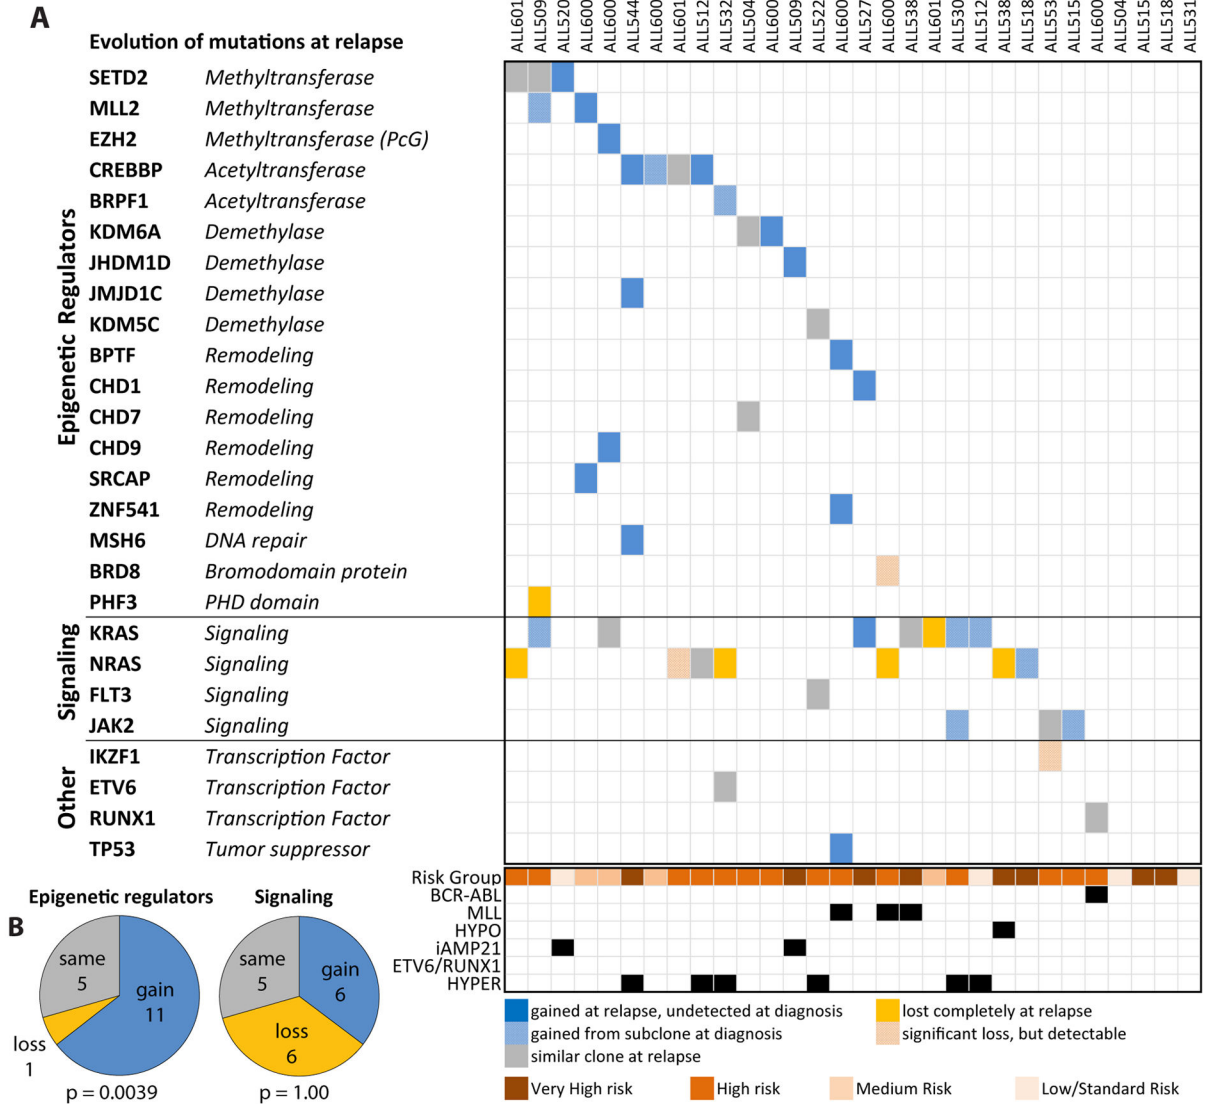 A
ALL601 ALL509 ALL520 ALL600 ALL600 ALL544 ALL600 ALL601 ALL512 ALL532 ALL504 ALL600 ALL509 ALL522 ALL600 ALL527 ALL600 ALL538 ALL601 ALL530 ALL512 ALL538 ALL518 ALL553 ALL515 ALL600 ALL504 ALL515 ALL518 ALL531
Evolution of mutations at relapse
Epigenetic Regulators
SETD2 Methyltransferase
MLL2 Methyltransferase
EZH2 Methyltransferase (PcG)
CREBBP Acetyltransferase
BRPF1 Acetyltransferase
KDM6A Demethylase
JHDM1D Demethylase
JMJD1C Demethylase
KDM5C Demethylase
BPTF Remodeling
CHD1 Remodeling
CHD7 Remodeling
CHD9 Remodeling
SRCAP Remodeling
ZNF541 Remodeling
MSH6 DNA repair
BRD8 Bromodomain protein
PHF3 PHD domain
Signaling
KRAS Signaling
NRAS Signaling
FLT3 Signaling
JAK2 Signaling
Other
IKZF1 Transcription Factor
ETV6 Transcription Factor
RUNX1 Transcription Factor
TP53 Tumor suppressor
Risk Group
BCR-ABL
MLL
HYPO
iAMP21
ETV6/RUNX1
HYPER
gained at relapse, undetected at diagnosis
gained from subclone at diagnosis
similar clone at relapse
lost completely at relapse
significant loss, but detectable
Very High risk High risk Medium Risk Low/Standard Risk
B
Epigenetic regulators
same
5
gain
11
loss
1
p = 0.0039
Signaling
same
5
gain
6
loss
6
p = 1.00